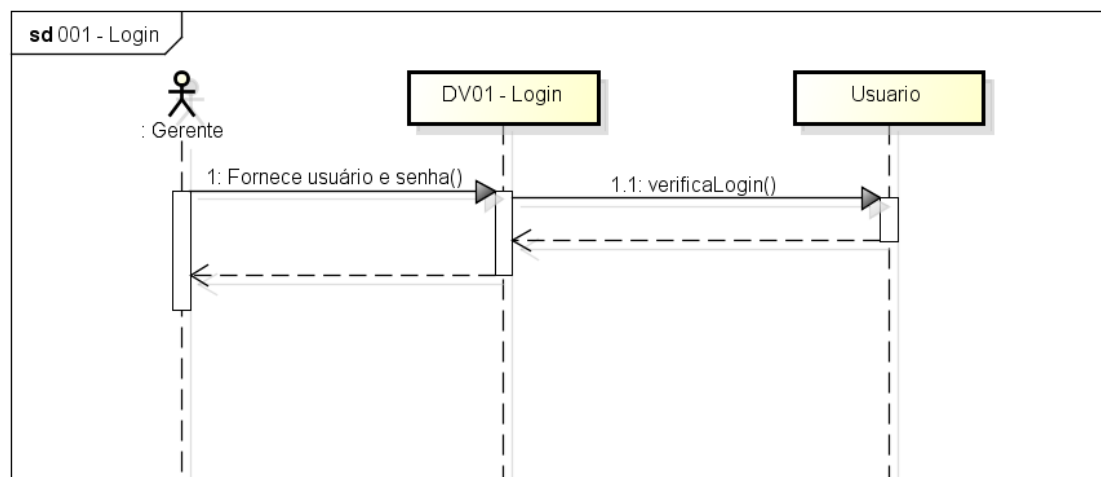 sd 001 - Login
: Gerente
DV01 - Login
Usuario
1: Fornece usuário e senha()
1.1: verificaLogin()